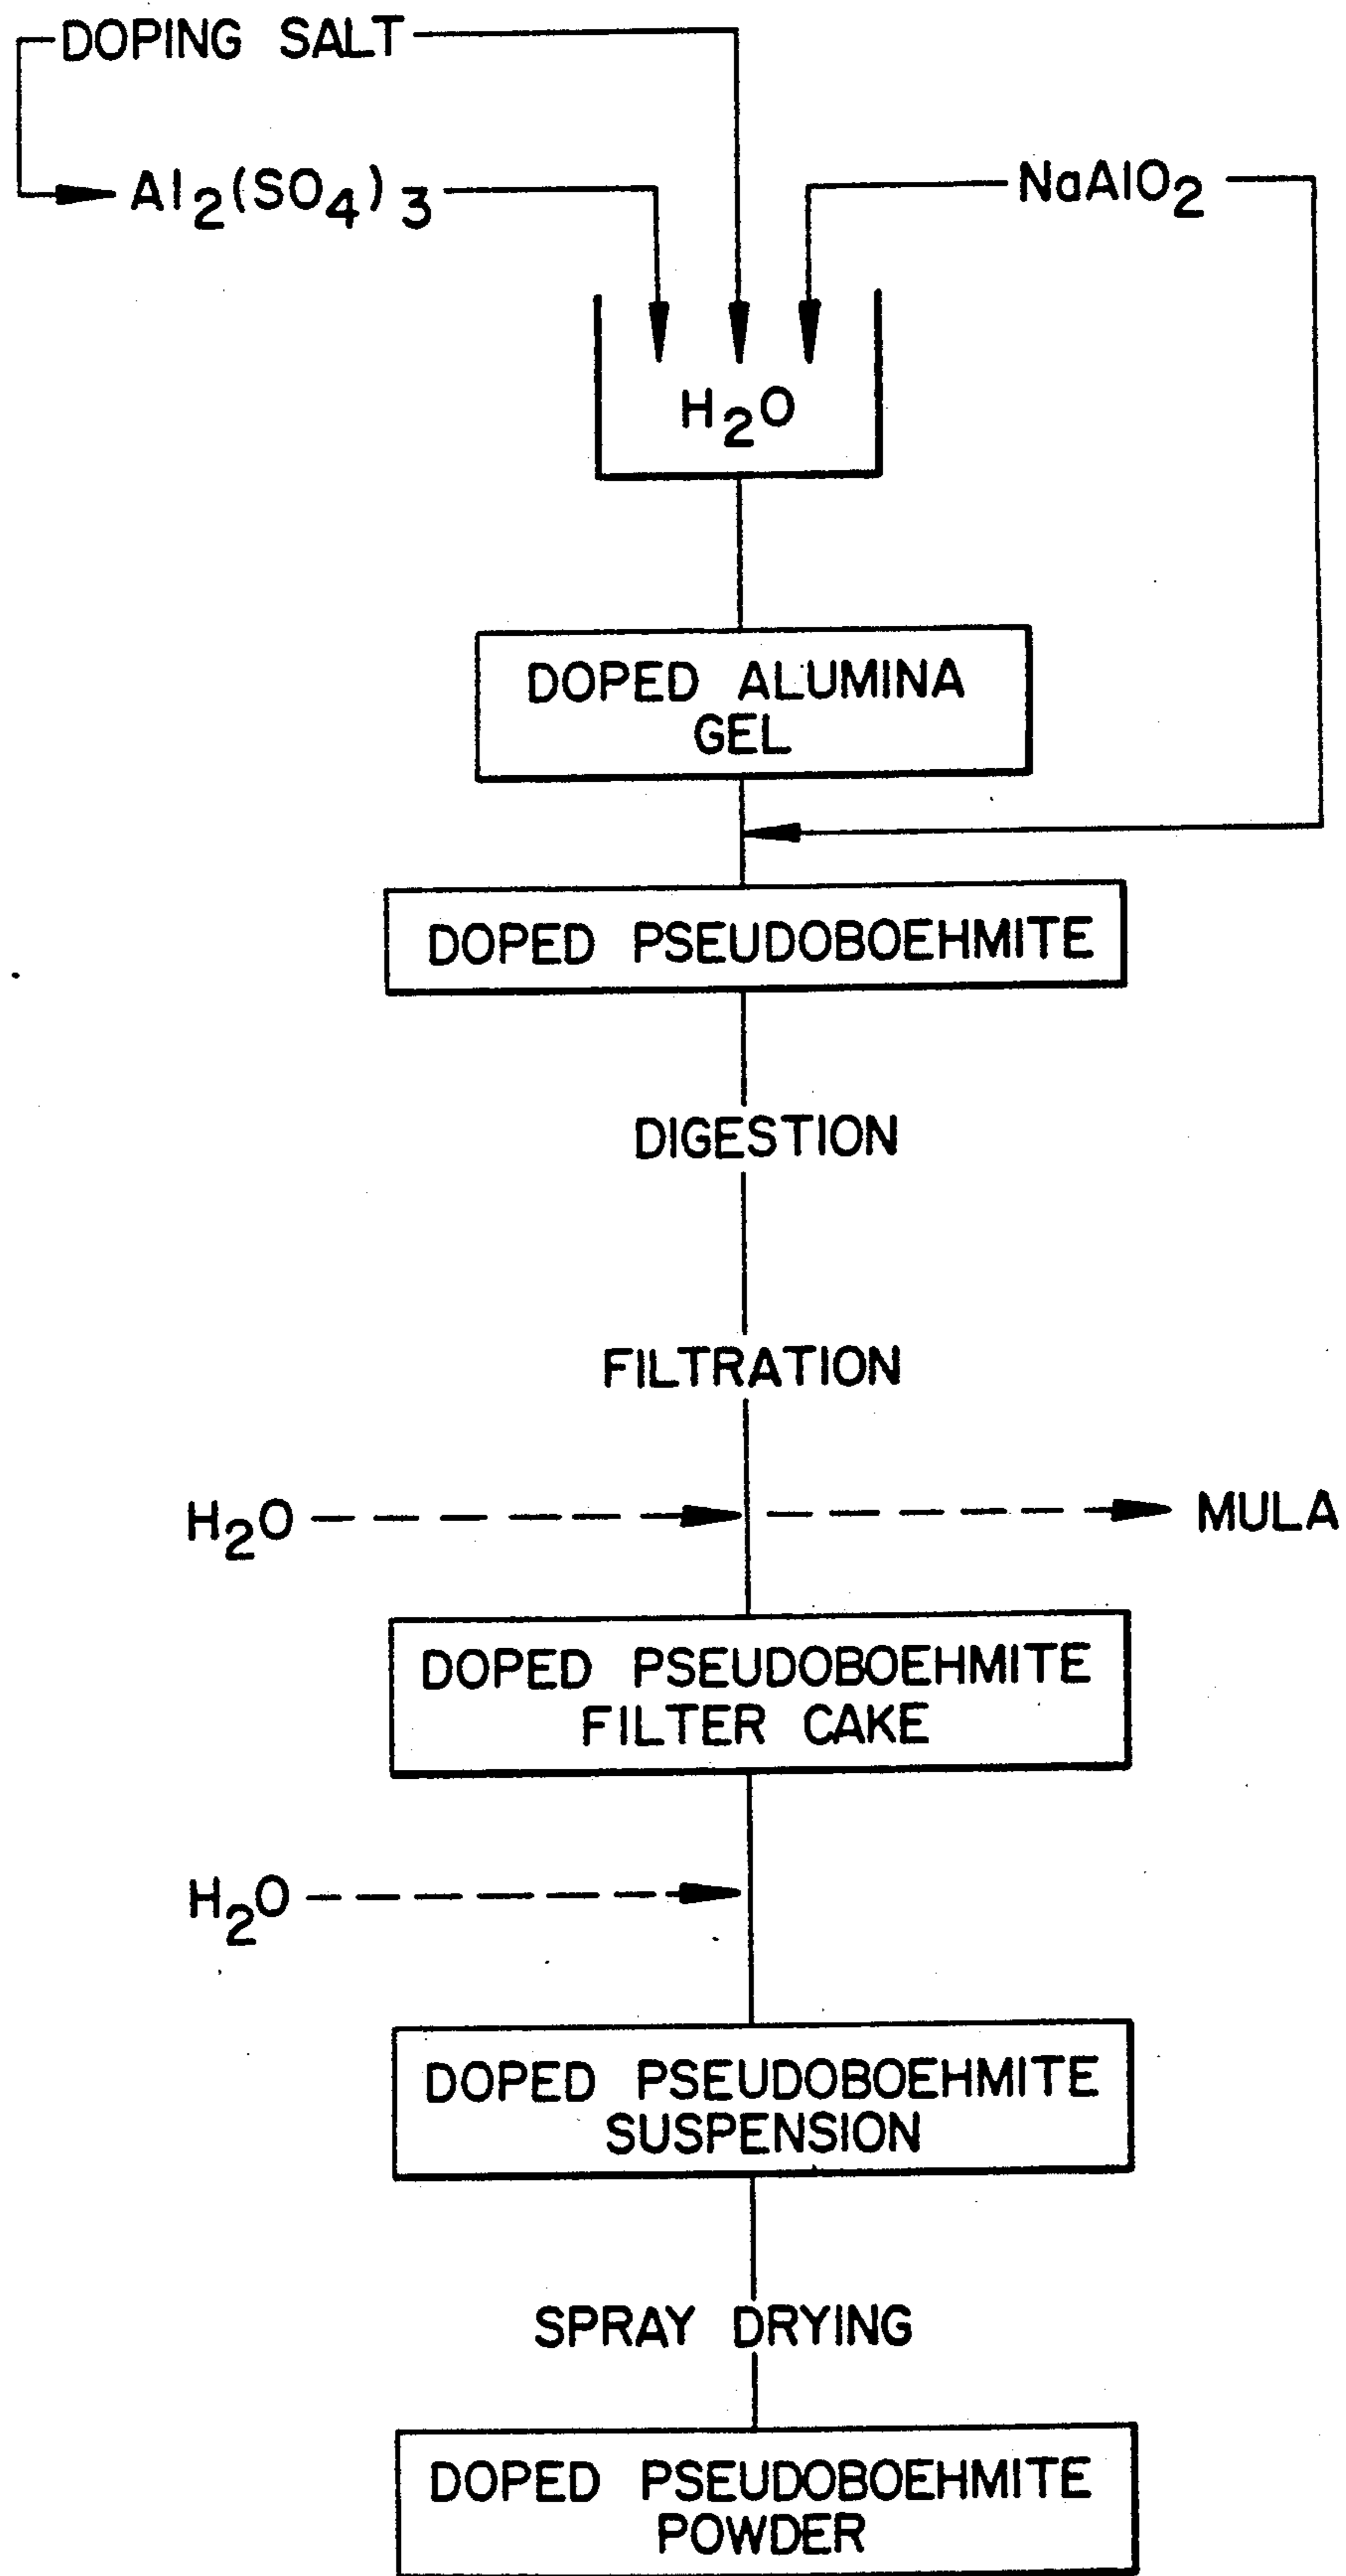 DOPING SALT
Al₂(SO₄)₃
NaAlO₂
H₂O
DOPED ALUMINA
GEL
DOPED PSEUDOBOEHMITE
DIGESTION
FILTRATION
H₂O
MULA
DOPED PSEUDOBOEHMITE
FILTER CAKE
H₂O
DOPED PSEUDOBOEHMITE
SUSPENSION
SPRAY DRYING
DOPED PSEUDOBOEHMITE
POWDER